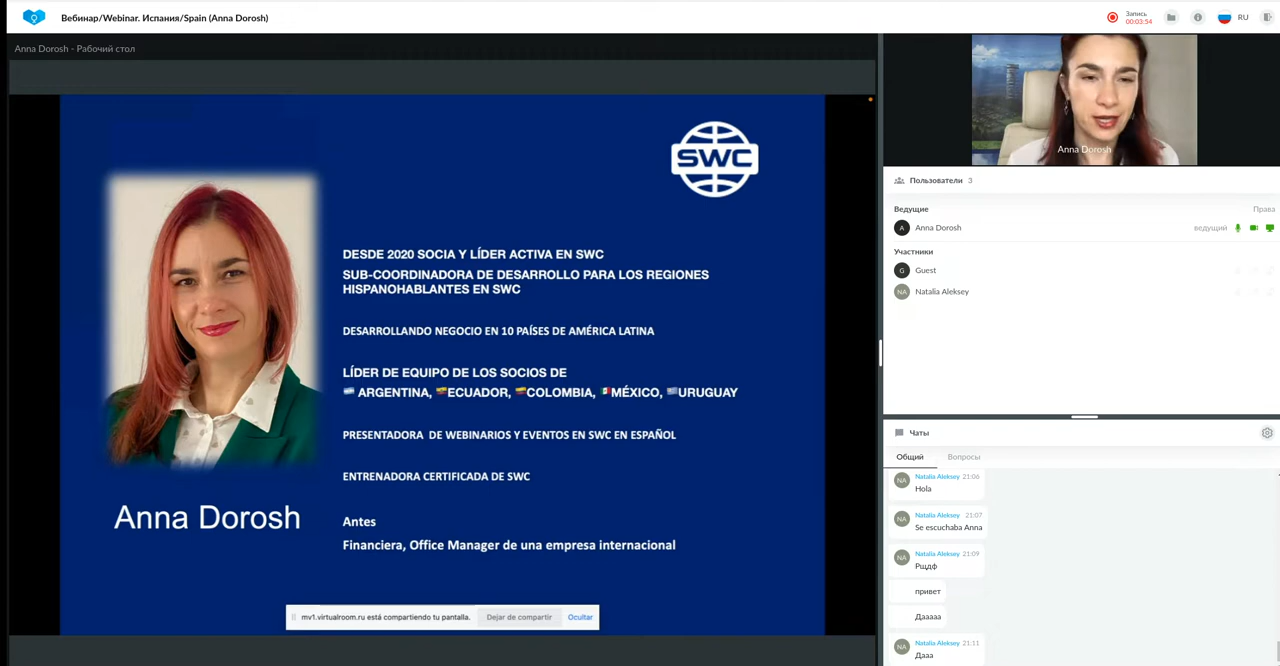 Вебинар/Webinar. Испания/Spain (Anna Dorosh)
Запись
00:03:54
RU
Anna Dorosh - Рабочий стол
SWC
DESDE 2020 SOCIA Y LÍDER ACTIVA EN SWC
SUB-COORDINADORA DE DESARROLLO PARA LOS REGIONES
HISPANOHABLANTES EN SWC
DESARROLLANDO NEGOCIO EN 10 PAÍSES DE AMÉRICA LATINA
LÍDER DE EQUIPO DE LOS SOCIOS DE
ARGENTINA, ECUADOR, COLOMBIA, MÉXICO, URUGUAY
PRESENTADORA DE WEBINARIOS Y EVENTOS EN SWC EN ESPAÑOL
ENTRENADORA CERTIFICADA DE SWC
Anna Dorosh
Antes
Financiera, Office Manager de una empresa internacional
mv1.virtualroom.ru está compartiendo tu pantalla.
Dejar de compartir
Ocultar
Anna Dorosh
Пользователи 3
Ведущие
Права
A
Anna Dorosh
ведущий
Участники
G
Guest
NA
Natalia Aleksey
Чаты
Общий
Вопросы
NA
Natalia Aleksey 21:06
Hola
NA
Natalia Aleksey 21:07
Se escuchaba Anna
NA
Natalia Aleksey 21:09
Рщдф
привет
Дааааа
NA
Natalia Aleksey 21:11
Дааа